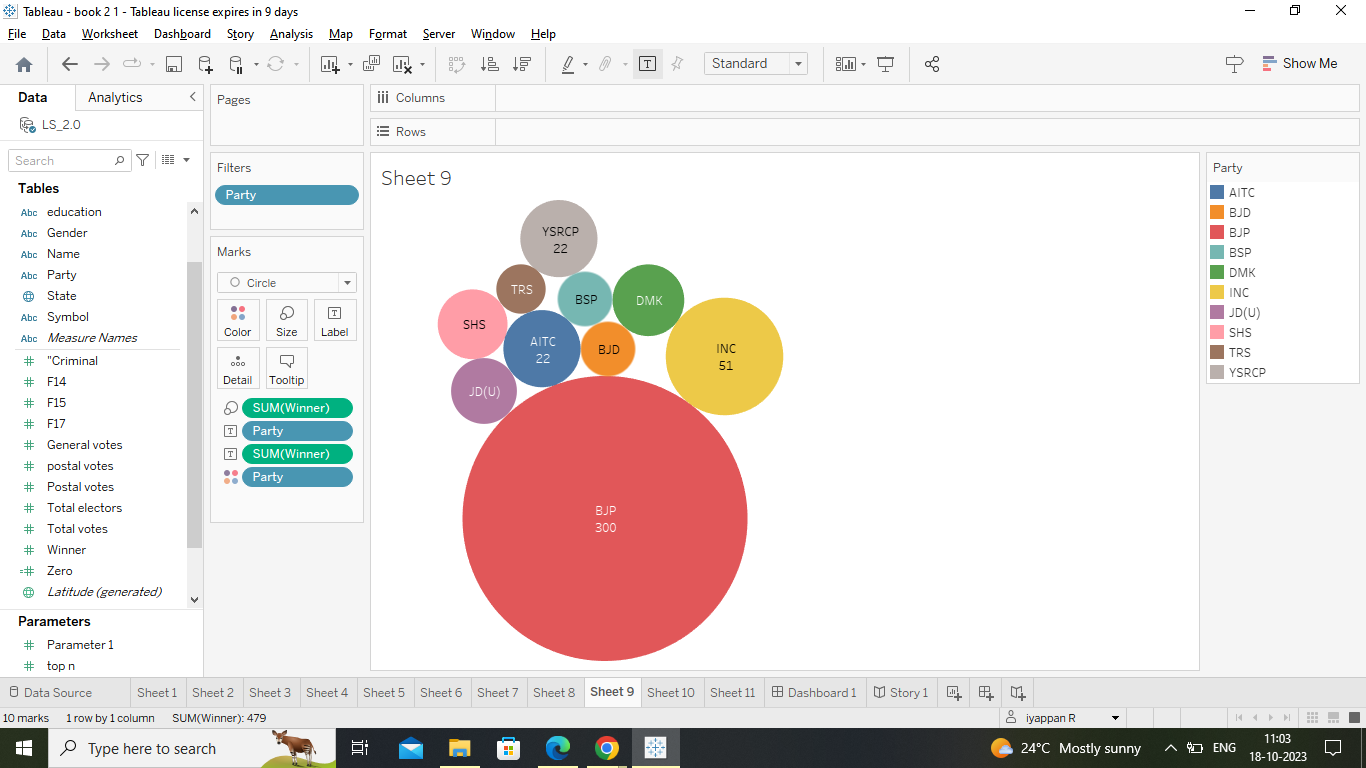 Tableau - book 2 1 - Tableau license expires in 9 days
File Data Worksheet Dashboard Story Analysis Map Format Server Window Help
Standard
Show Me
Data Analytics
LS_2.0
Search
Tables
Abc education
Abc Gender
Abc Name
Abc Party
State
Abc Symbol
Abc Measure Names
"Criminal
F14
F15
F17
General votes
postal votes
Postal votes
Total electors
Total votes
Winner
Zero
Latitude (generated)
Parameters
Parameter 1
top n
Pages
Filters
Party
Marks
Circle
Color Size Label
Detail Tooltip
SUM(Winner)
Party
SUM(Winner)
Party
Columns
Rows
Sheet 9
YSRCP
22
TRS
BSP
DMK
SHS
AITC
22
BJD
INC
51
JD(U)
BJP
300
Party
AITC
BJD
BJP
BSP
DMK
INC
JD(U)
SHS
TRS
YSRCP
Data Source Sheet 1 Sheet 2 Sheet 3 Sheet 4 Sheet 5 Sheet 6 Sheet 7 Sheet 8 Sheet 9 Sheet 10 Sheet 11 Dashboard 1 Story 1
10 marks 1 row by 1 column SUM(Winner): 479 iyappan R
Type here to search
24°C Mostly sunny
ENG
11:03
18-10-2023